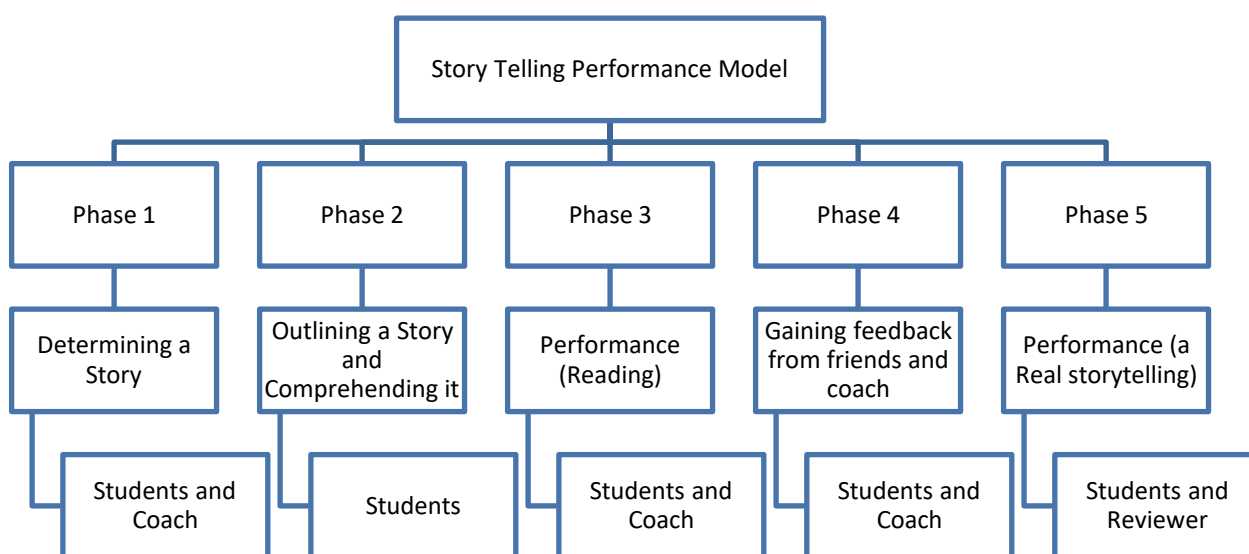 Story Telling Performance Model
Phase 1
Phase 2
Phase 3
Phase 4
Phase 5
Determining a
Story
Outlining a Story
and
Comprehending it
Performance
(Reading)
Gaining feedback
from friends and
coach
Performance (a
Real storytelling)
Students and
Coach
Students
Students and
Coach
Students and
Coach
Students and
Reviewer